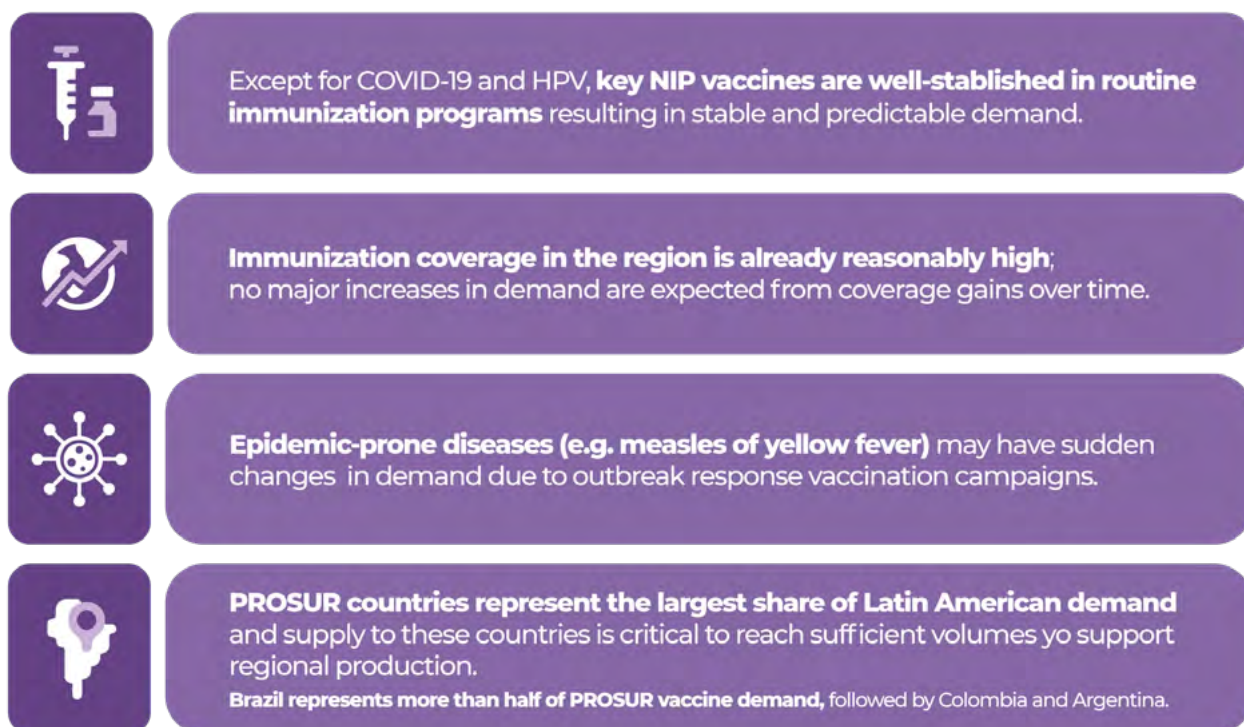 Except for COVID-19 and HPV, key NIP vaccines are well-stablished in routine
immunization programs resulting in stable and predictable demand.
Immunization coverage in the region is already reasonably high;
no major increases in demand are expected from coverage gains over time.
Epidemic-prone diseases (e.g. measles of yellow fever) may have sudden
changes in demand due to outbreak response vaccination campaigns.
PROSUR countries represent the largest share of Latin American demand
and supply to these countries is critical to reach sufficient volumes yo support
regional production.
Brazil represents more than half of PROSUR vaccine demand, followed by Colombia and Argentina.